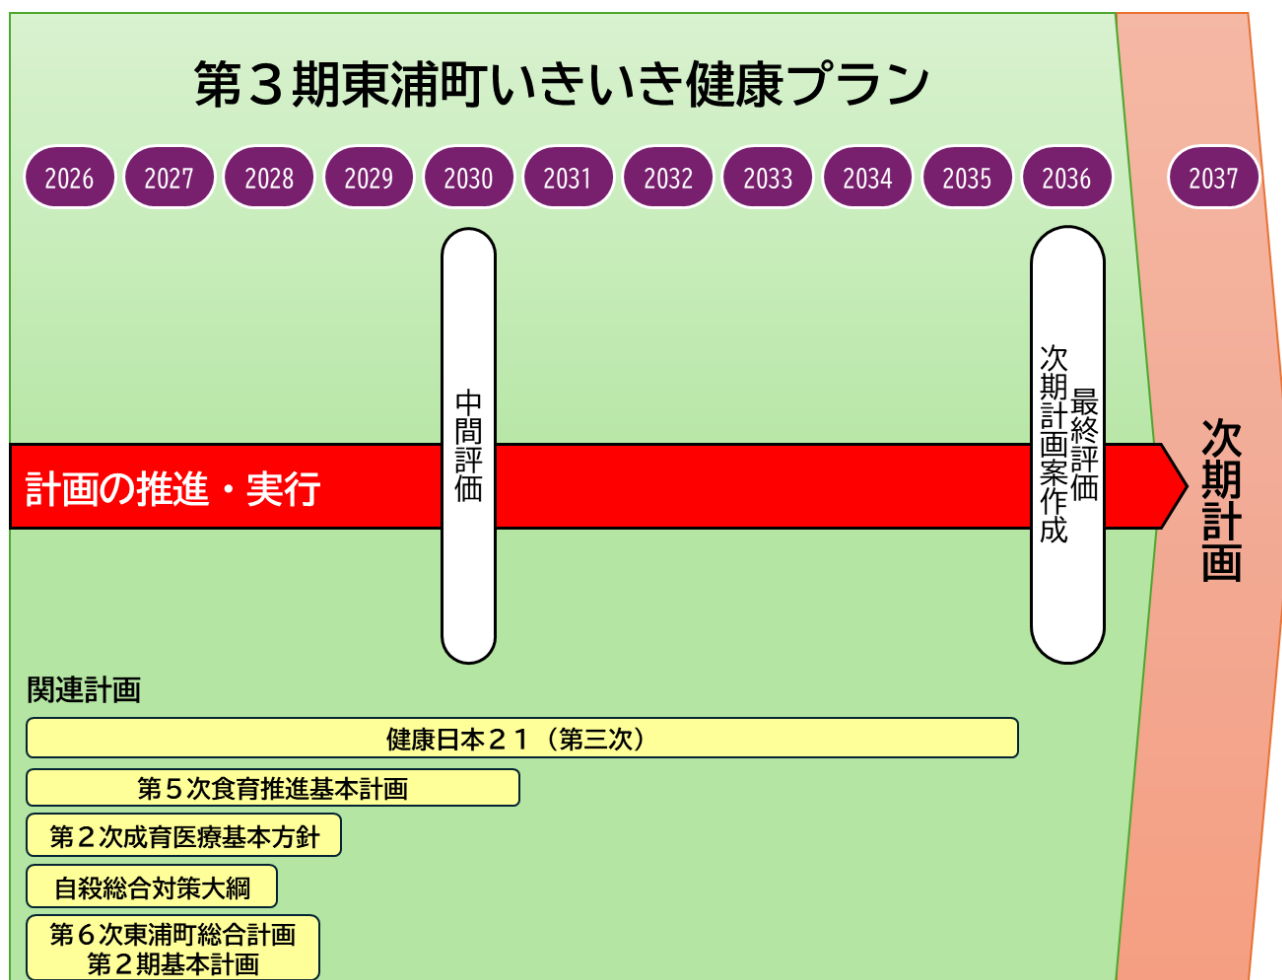 第３期東浦町いきいき健康プラン
2026 2027 2028 2029 2030 2031 2032 2033 2034 2035 2036 2037
中間評価
最終評価
次期計画案作成
計画の推進・実行
次期計画
関連計画
健康日本２１（第三次）
第５次食育推進基本計画
第２次成育医療基本方針
自殺総合対策大綱
第６次東浦町総合計画
第２期基本計画